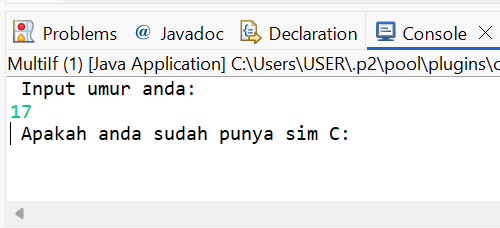 Problems @ Javadoc Declaration Console
MultiIf (1) [Java Application] C:\Users\USER\.p2\pool\plugins\
Input umur anda:
17
Apakah anda sudah punya sim C: